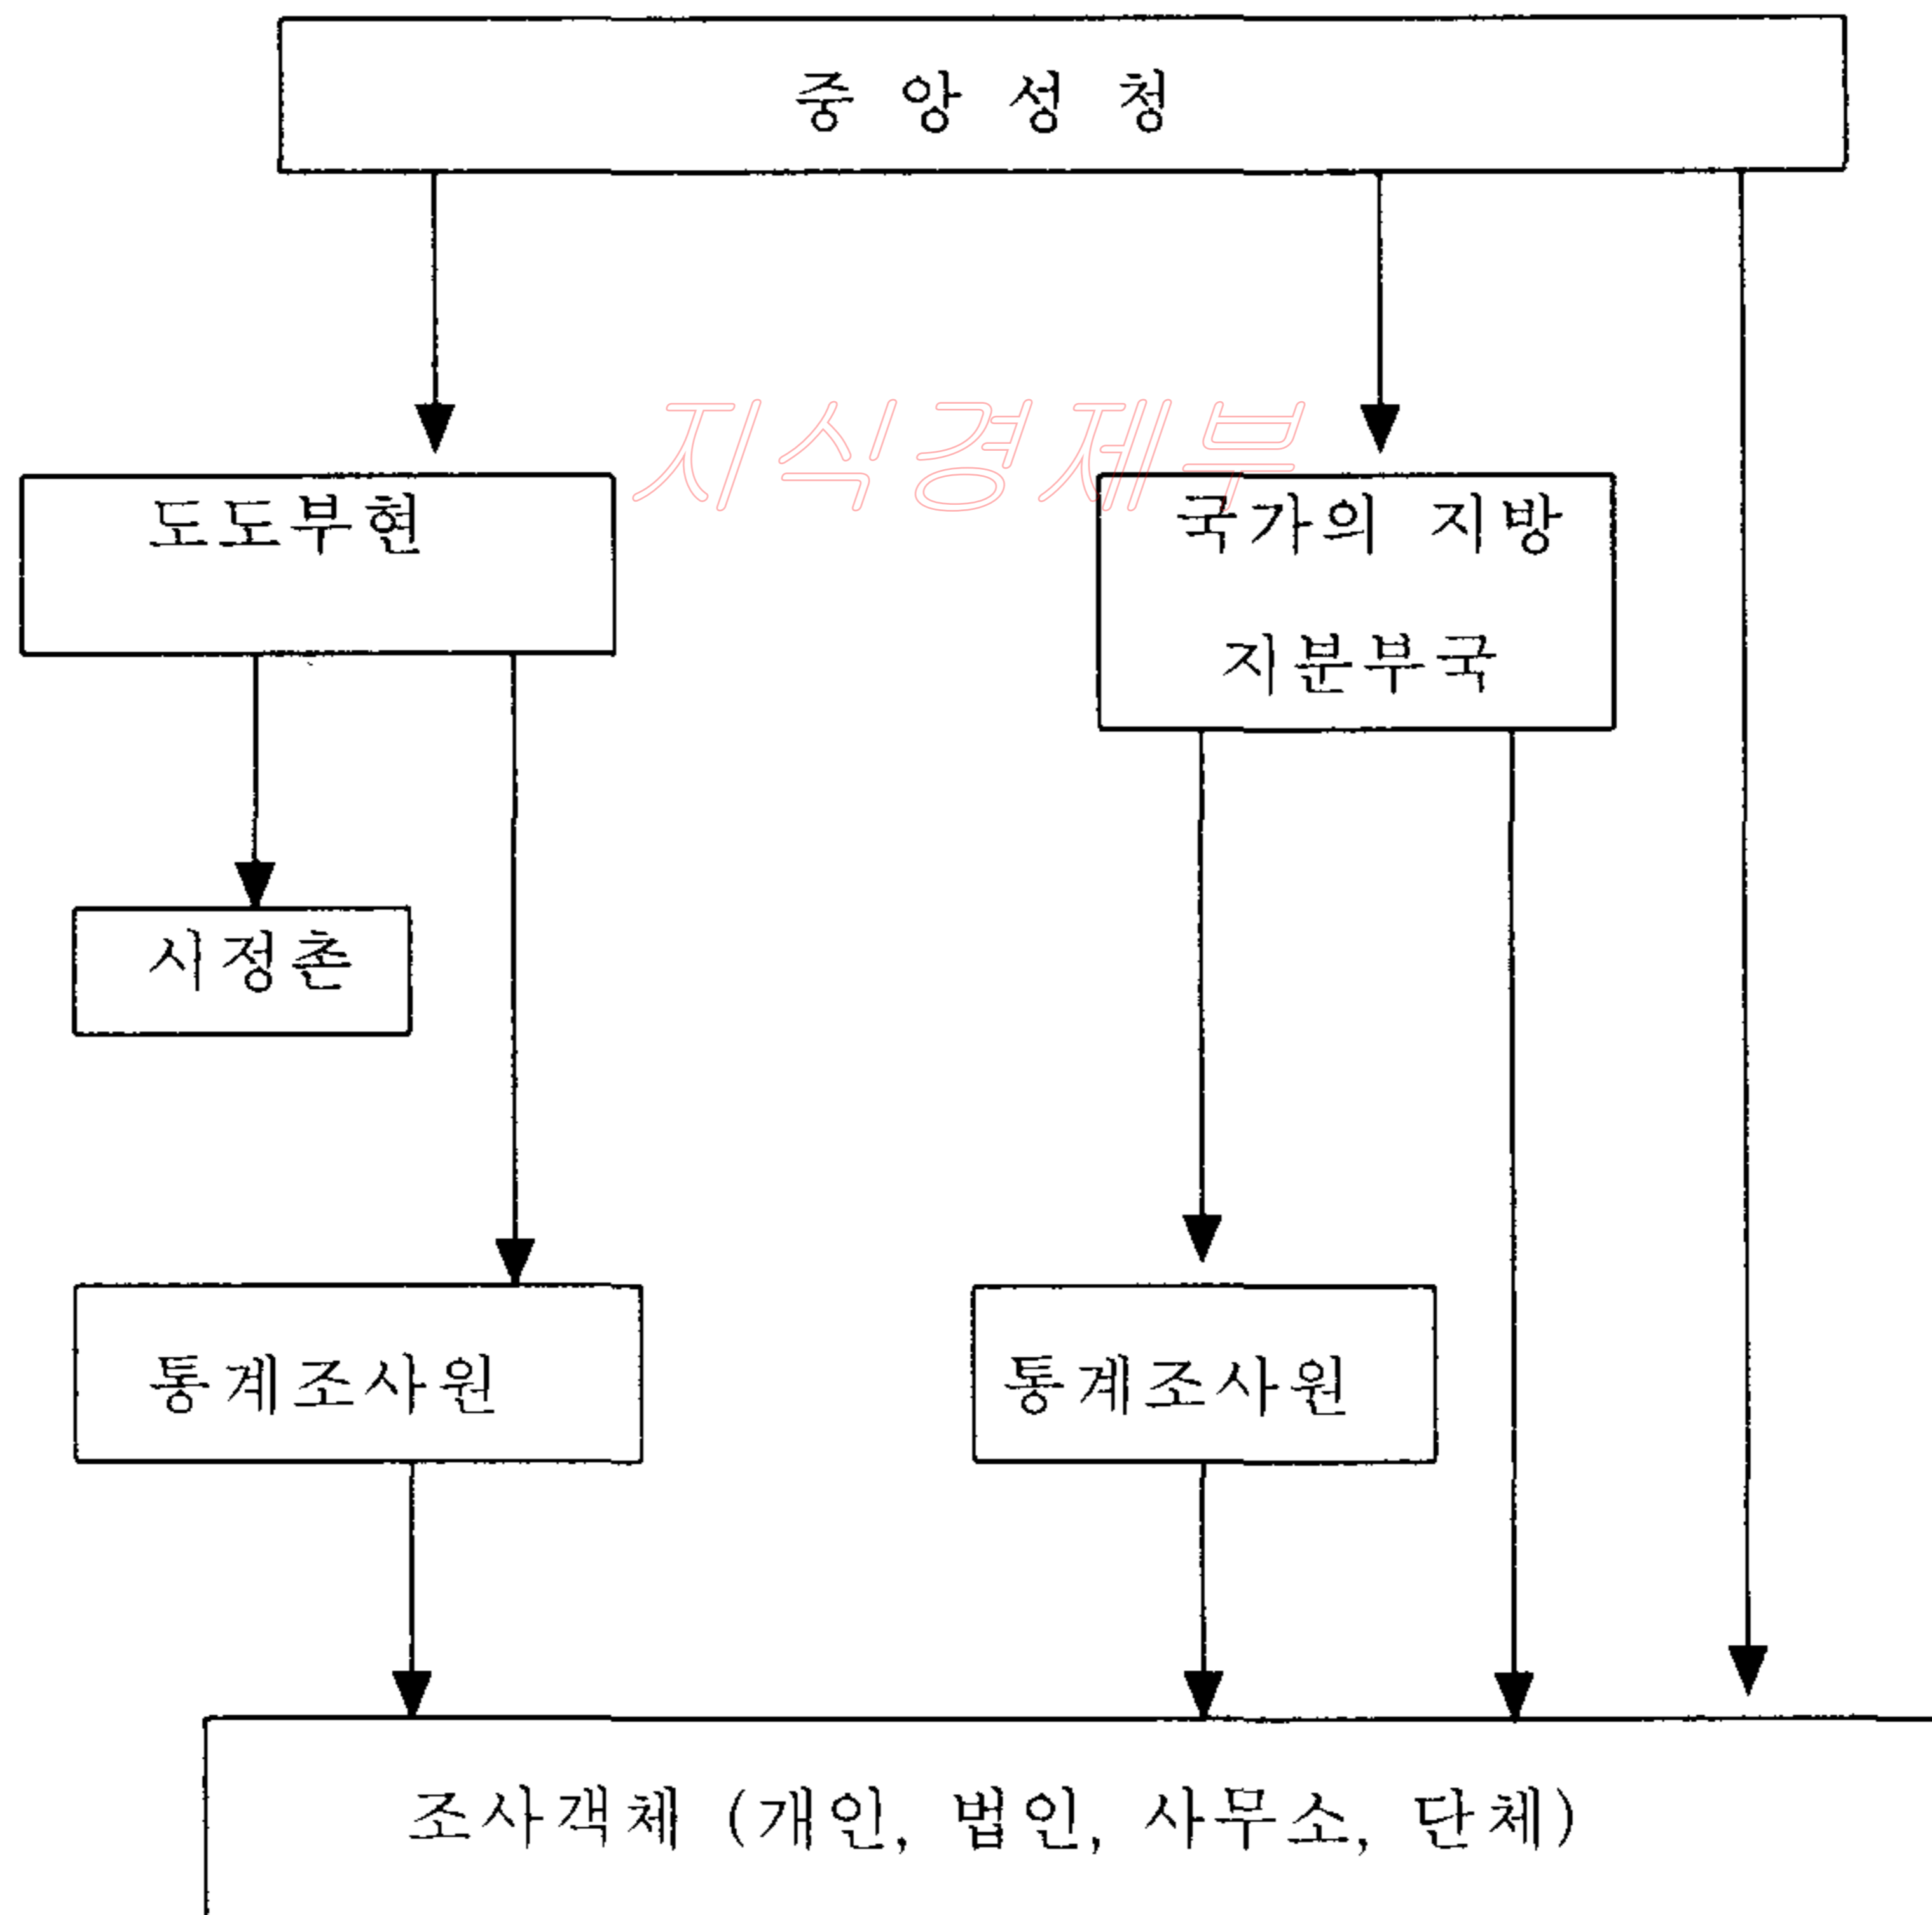 중 앙 성 청
지식경제부
도도부현
국가의 지방
지분부국
시정촌
통계조사원
통계조사원
조사객체 (개인, 법인, 사무소, 단체)